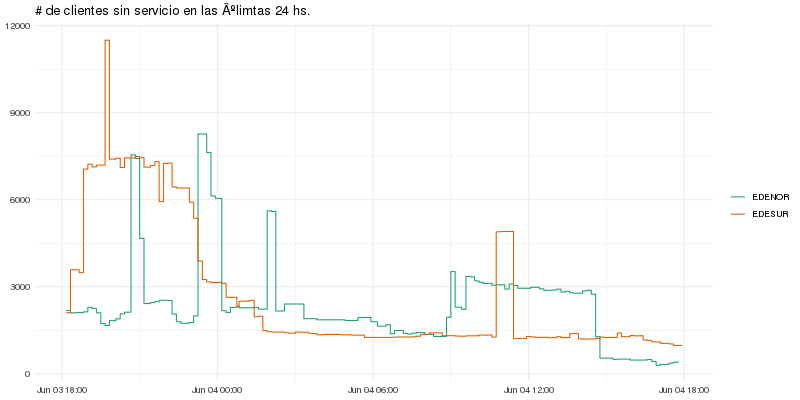 # de clientes sin servicio en las Ãºlimtas 24 hs.
12000
9000
6000
3000
0
EDENOR
EDESUR
Jun 03 18:00
Jun 04 00:00
Jun 04 06:00
Jun 04 12:00
Jun 04 18:00